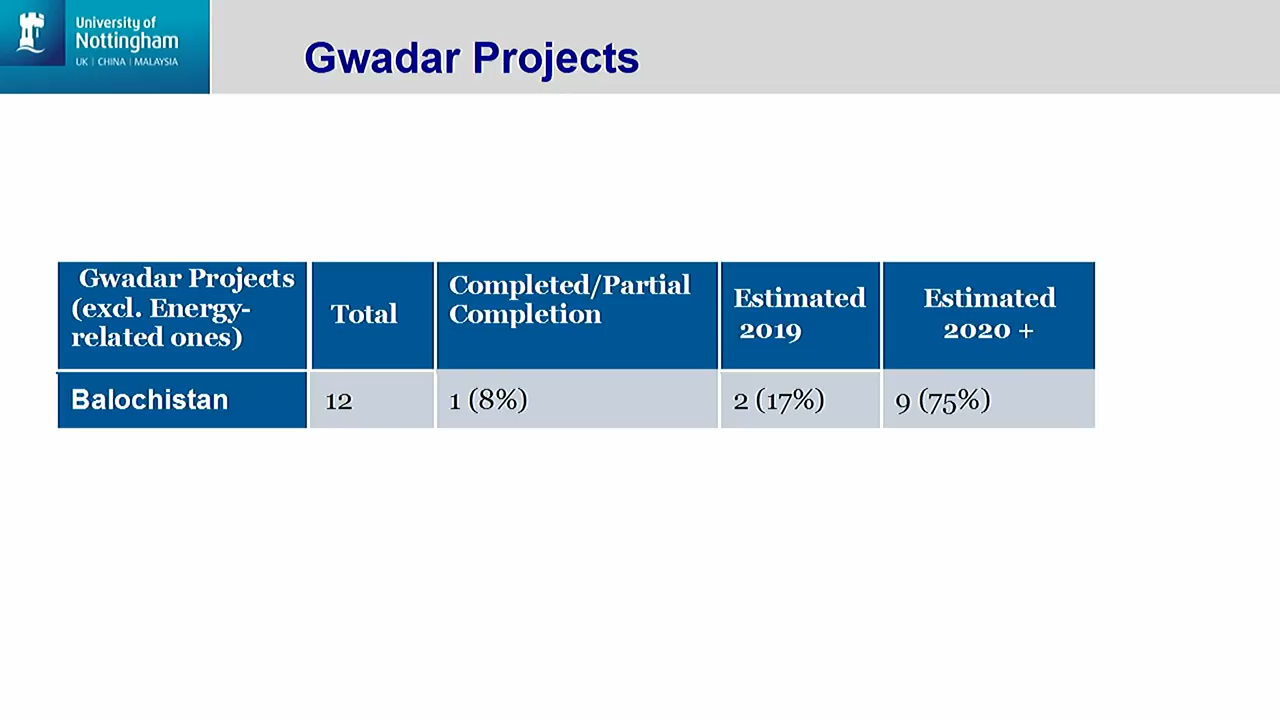 University of
Nottingham
UK | CHINA | MALAYSIA
Gwadar Projects
Gwadar Projects
(excl. Energy-
related ones)
Total
Completed/Partial
Completion
Estimated
2019
Estimated
2020 +
Balochistan
12
1 (8%)
2 (17%)
9 (75%)